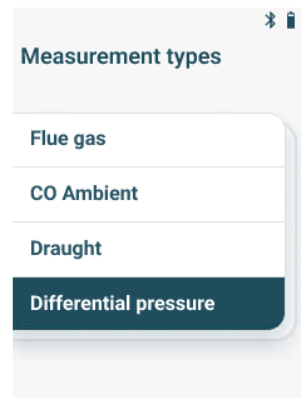 Measurement types
Flue gas
CO Ambient
Draught
Differential pressure